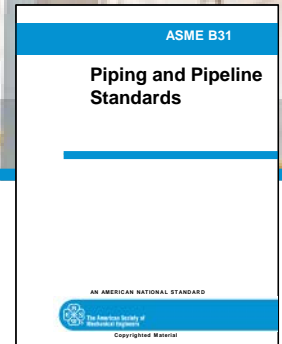 ASME B31
Piping and Pipeline
Standards
AN AMERICAN NATIONAL STANDARD
The American Society of
Mechanical Engineers
Copyrighted Material